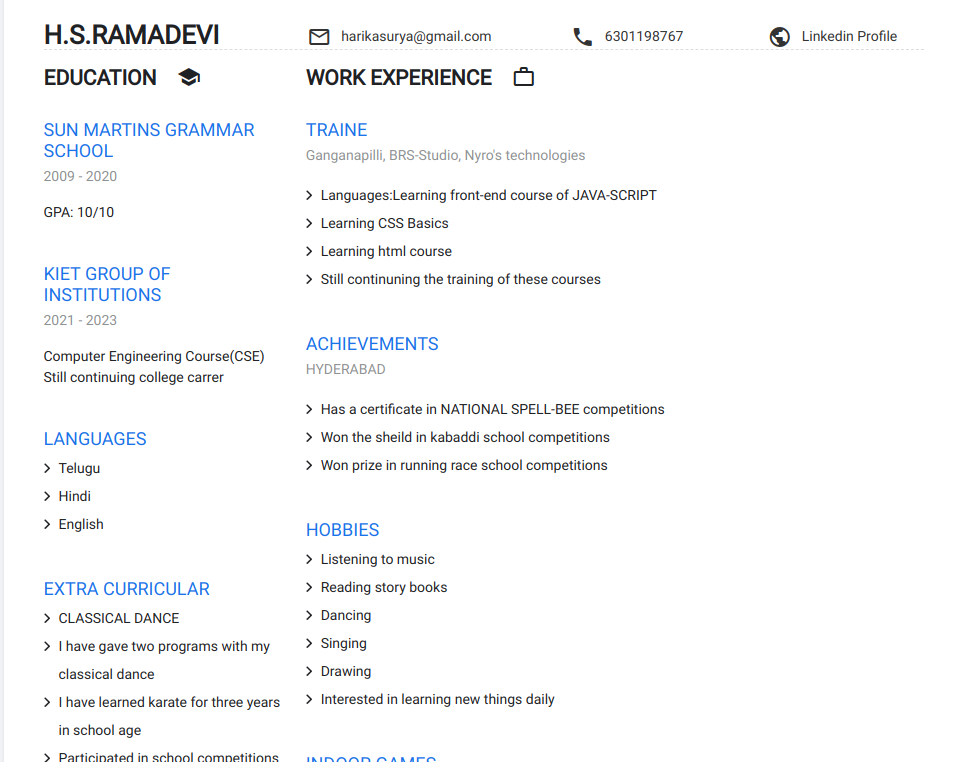 H.S.RAMADEVI
harikasurya@gmail.com
6301198767
Linkedin Profile
EDUCATION
SUN MARTINS GRAMMAR
SCHOOL
2009 - 2020
GPA: 10/10
KIET GROUP OF
INSTITUTIONS
2021 - 2023
Computer Engineering Course(CSE)
Still continuing college carrer
LANGUAGES
Telugu
Hindi
English
EXTRA CURRICULAR
CLASSICAL DANCE
I have gave two programs with my
classical dance
I have learned karate for three years
in school age
Participated in school competitions
WORK EXPERIENCE
TRAINE
Ganganapilli, BRS-Studio, Nyro's technologies
Languages:Learning front-end course of JAVA-SCRIPT
Learning CSS Basics
Learning html course
Still continuning the training of these courses
ACHIEVEMENTS
HYDERABAD
Has a certificate in NATIONAL SPELL-BEE competitions
Won the sheild in kabaddi school competitions
Won prize in running race school competitions
HOBBIES
Listening to music
Reading story books
Dancing
Singing
Drawing
Interested in learning new things daily
INDOOR GAMES